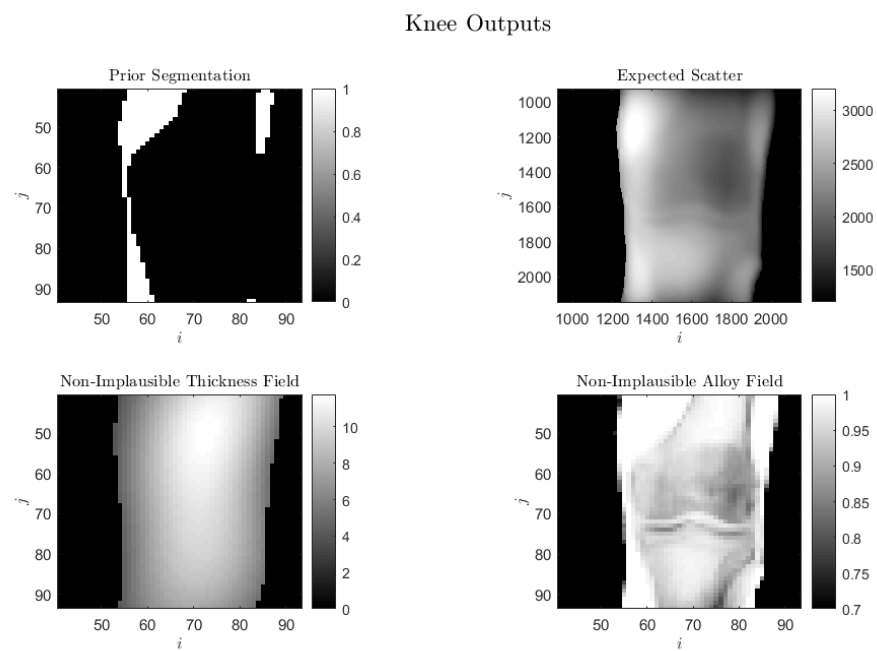 Knee Outputs
Prior Segmentation
50
60
70
80
90
j
50 60 70 80 90
i
1
0.8
0.6
0.4
0.2
0
Expected Scatter
1000
1200
1400
1600
1800
2000
j
1000 1200 1400 1600 1800 2000
i
3000
2500
2000
1500
Non-Implausible Thickness Field
50
60
70
80
90
j
50 60 70 80 90
i
10
8
6
4
2
0
Non-Implausible Alloy Field
50
60
70
80
90
j
50 60 70 80 90
i
1
0.95
0.9
0.85
0.8
0.75
0.7